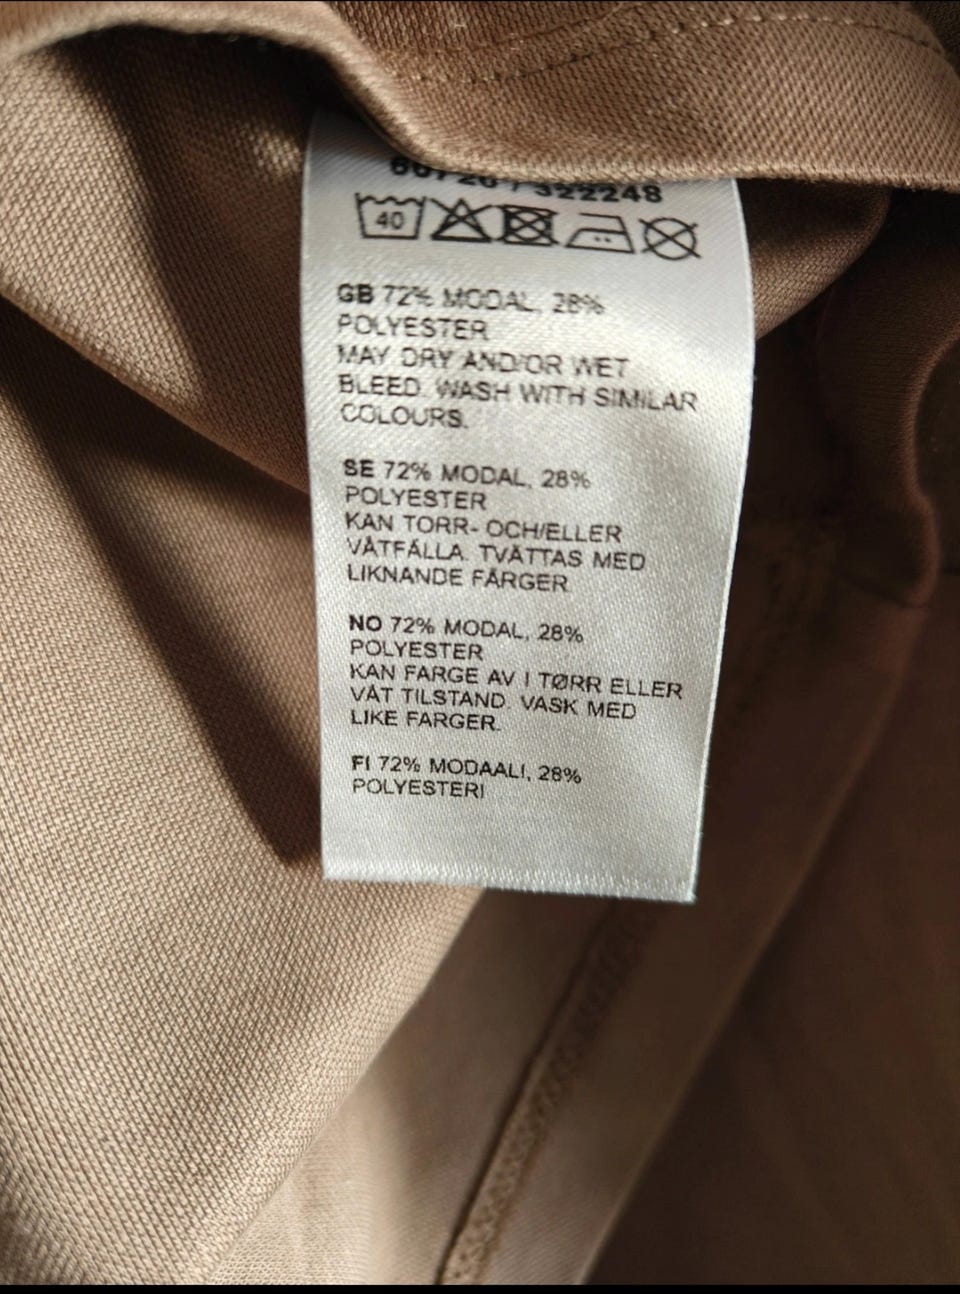 322248
40
GB 72% MODAL, 28%
POLYESTER
MAY DRY AND/OR WET
BLEED. WASH WITH SIMILAR
COLOURS.
SE 72% MODAL, 28%
POLYESTER
KAN TORR- OCH/ELLER
VÅTFÄLLA. TVÄTTAS MED
LIKNANDE FÄRGER
NO 72% MODAL, 28%
POLYESTER
KAN FARGE AV I TØRR ELLER
VÅT TILSTAND. VASK MED
LIKE FARGER.
FI 72% MODAALI, 28%
POLYESTERI